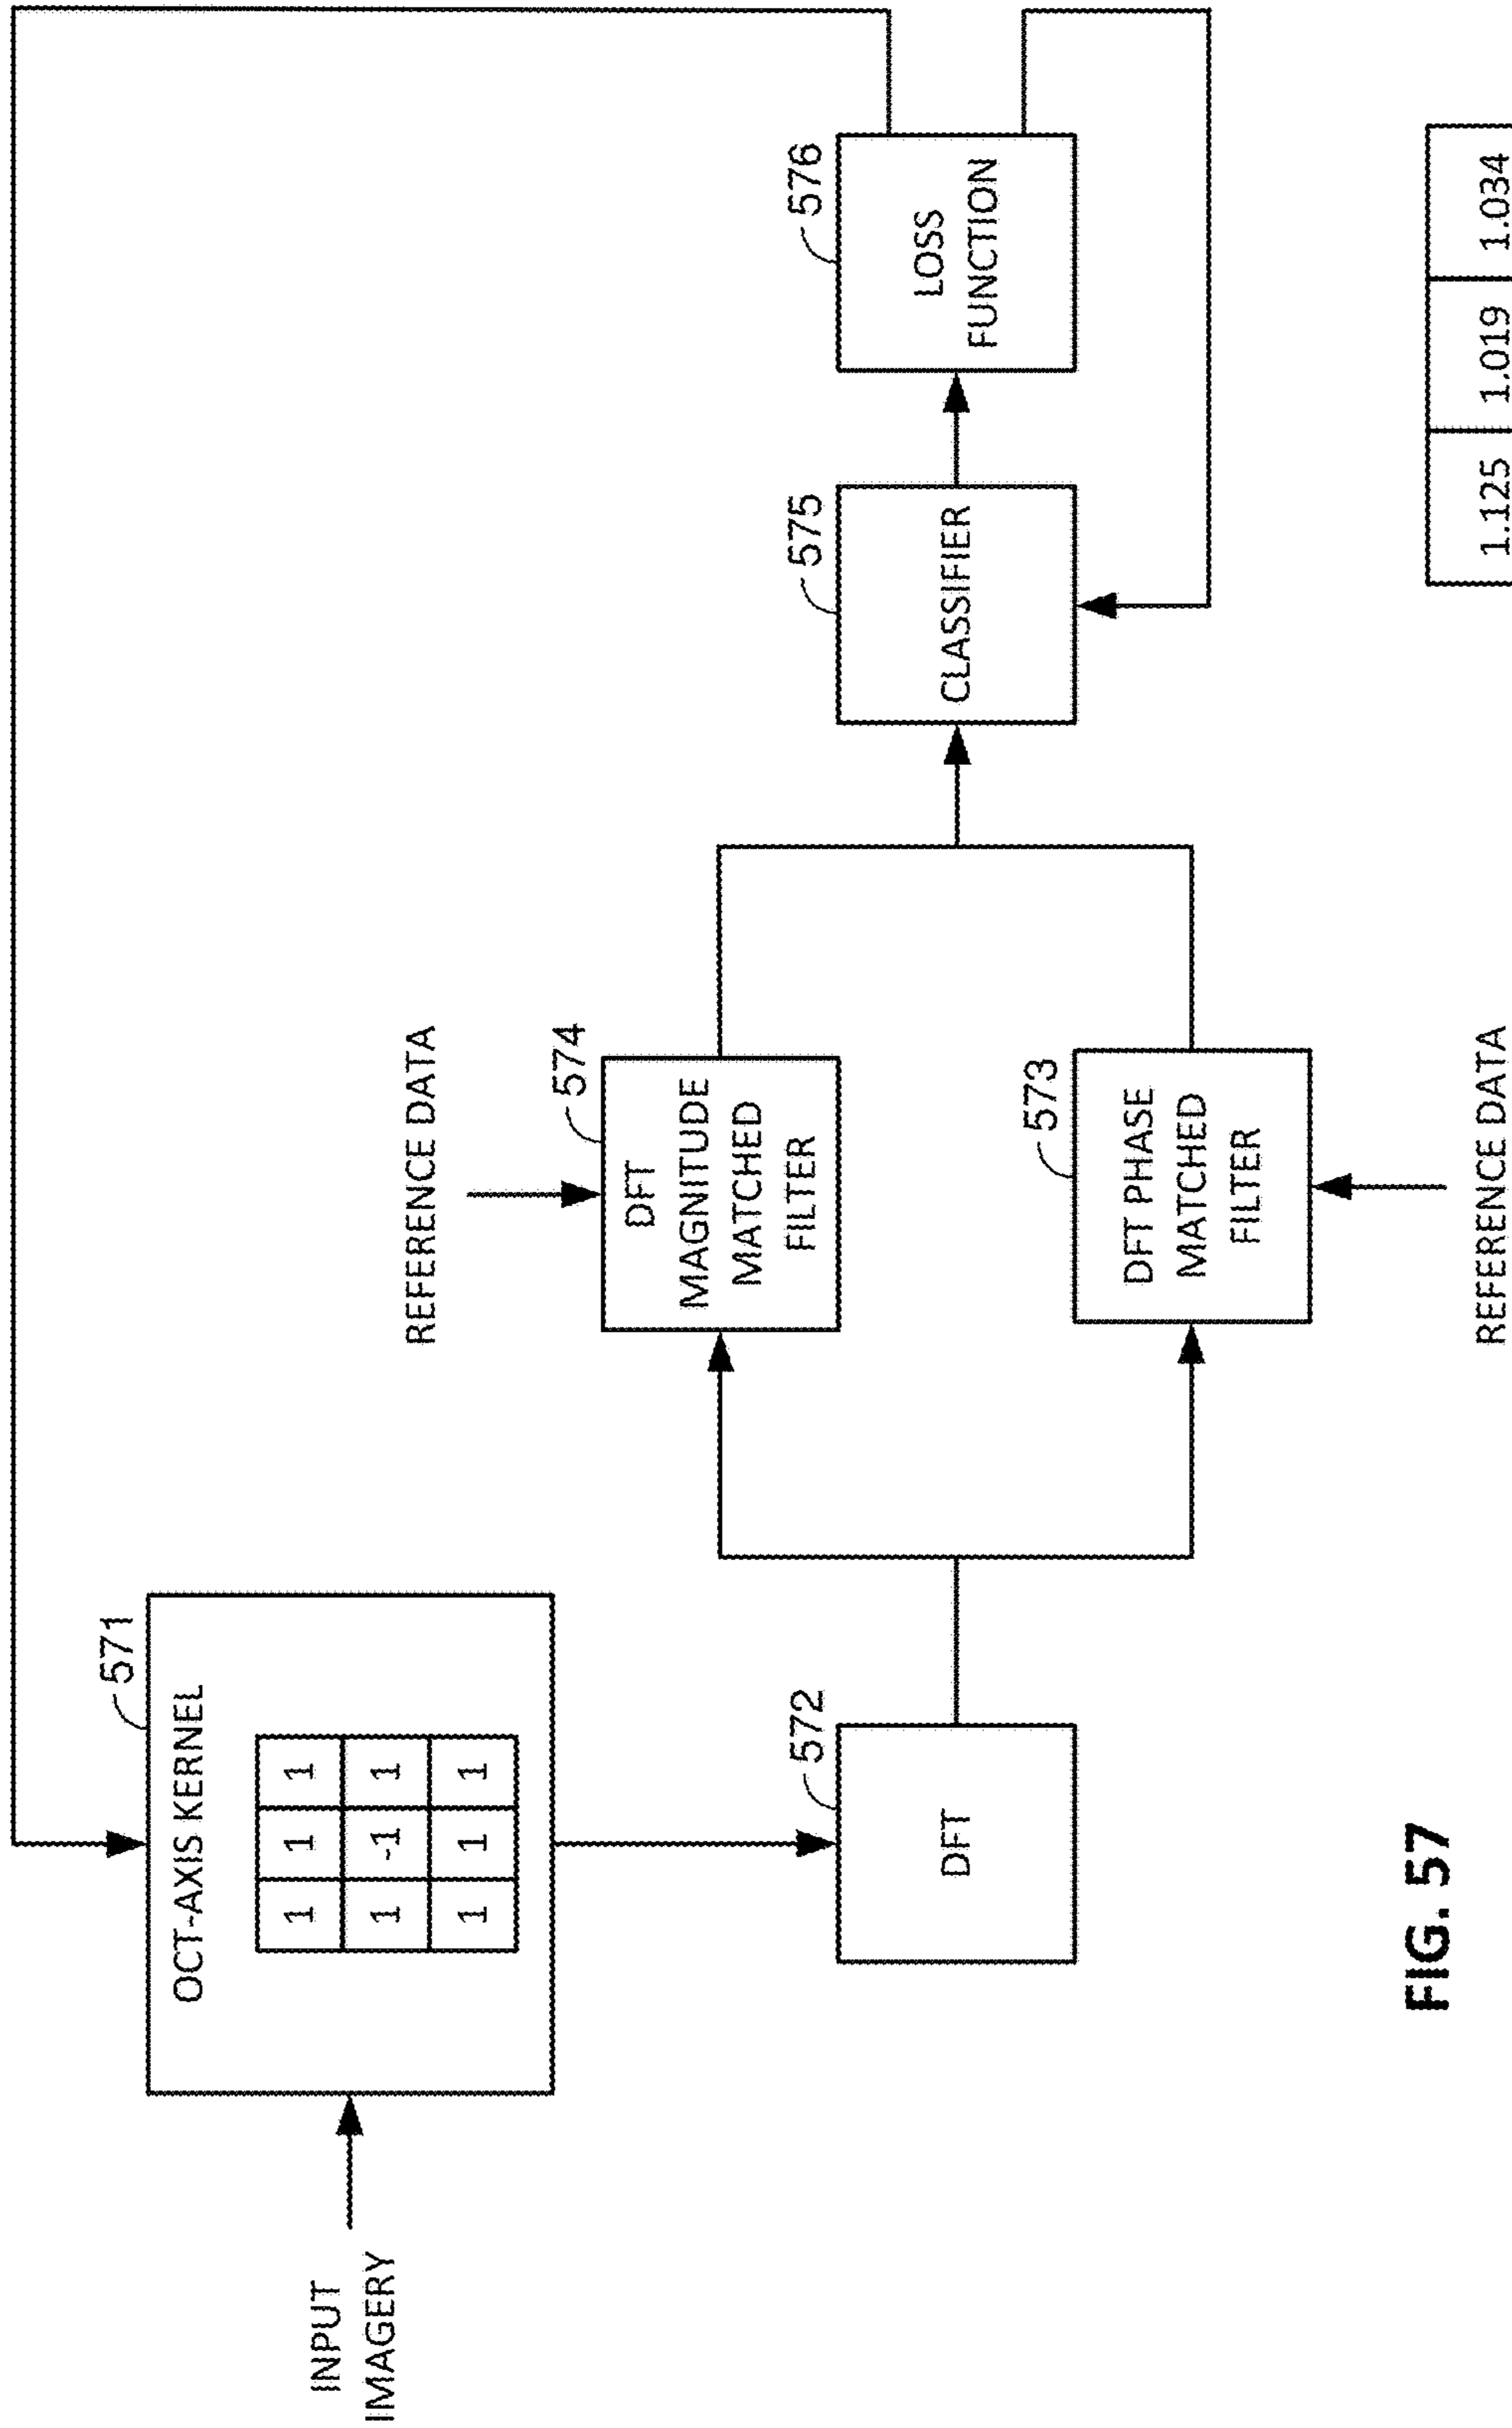 INPUT
IMAGERY
571
OCT-AXIS KERNEL
1 1 1
1 -1 1
1 1 1
572
DFT
REFERENCE DATA
574
DFT
MAGNITUDE
MATCHED
FILTER
573
DFT PHASE
MATCHED
FILTER
REFERENCE DATA
575
CLASSIFIER
576
LOSS
FUNCTION
1.125 1.019 1.034
FIG. 57